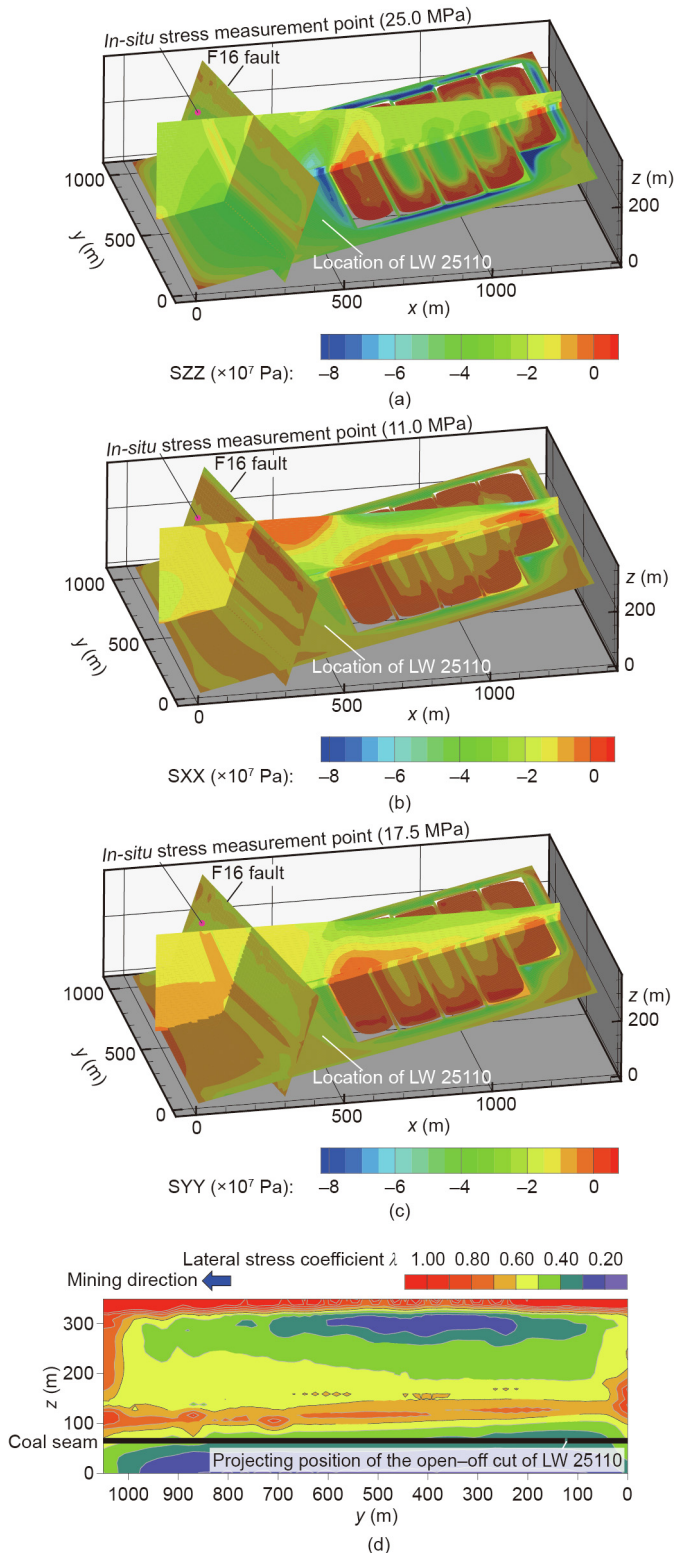 In-situ stress measurement point (25.0 MPa)
F16 fault
1000
500
0
y (m)
z (m)
200
0
Location of LW 25110
0
500
1000
x (m)
SZZ (×10⁷ Pa):
–8 –6 –4 –2 0
(a)
In-situ stress measurement point (11.0 MPa)
F16 fault
1000
500
0
y (m)
z (m)
200
0
Location of LW 25110
0
500
1000
x (m)
SXX (×10⁷ Pa):
–8 –6 –4 –2 0
(b)
In-situ stress measurement point (17.5 MPa)
F16 fault
1000
500
0
y (m)
z (m)
200
0
Location of LW 25110
0
500
1000
x (m)
SYY (×10⁷ Pa):
–8 –6 –4 –2 0
(c)
Lateral stress coefficient λ 1.00 0.80 0.60 0.40 0.20
Mining direction
300
200
z (m)
100
Coal seam
0
Projecting position of the open–off cut of LW 25110
1000 900 800 700 600 500 400 300 200 100 0
y (m)
(d)